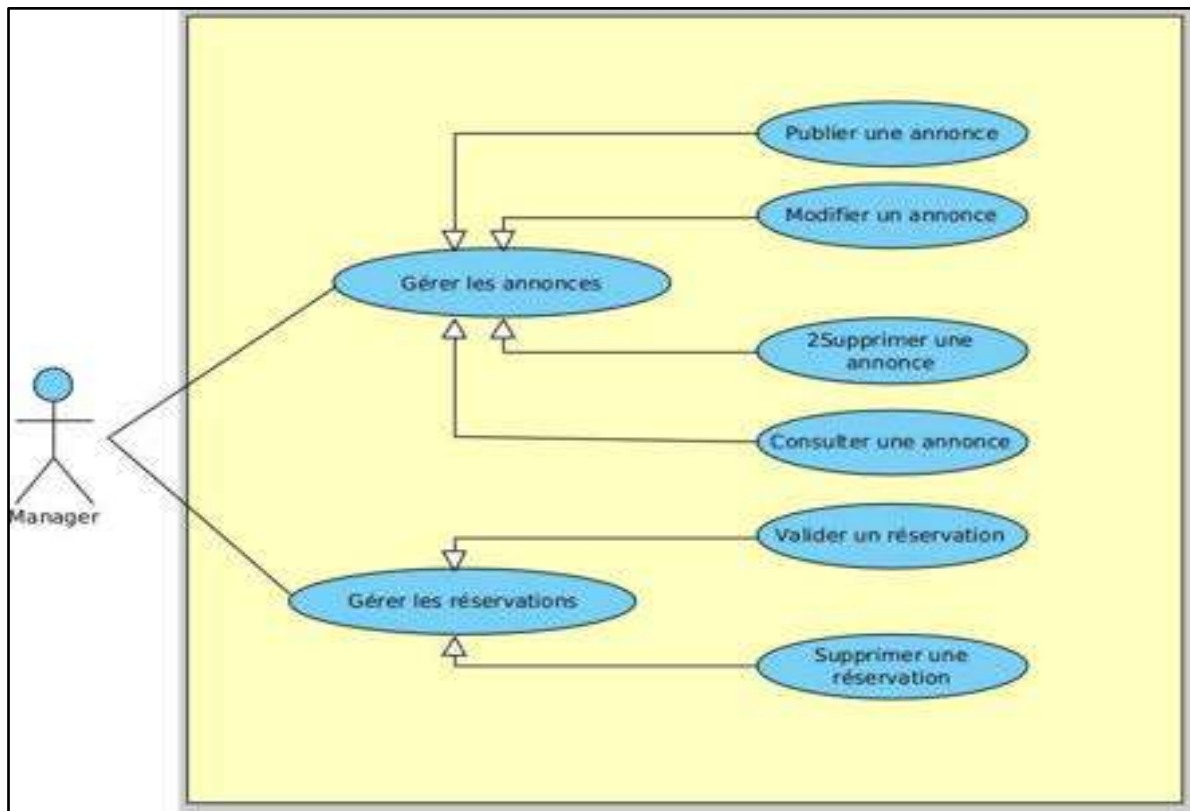 Publier une annonce
Modifier un annonce
Gérer les annonces
2Supprimer une
annonce
Consulter une annonce
Manager
Valider un réservation
Gérer les réservations
Supprimer une
réservation